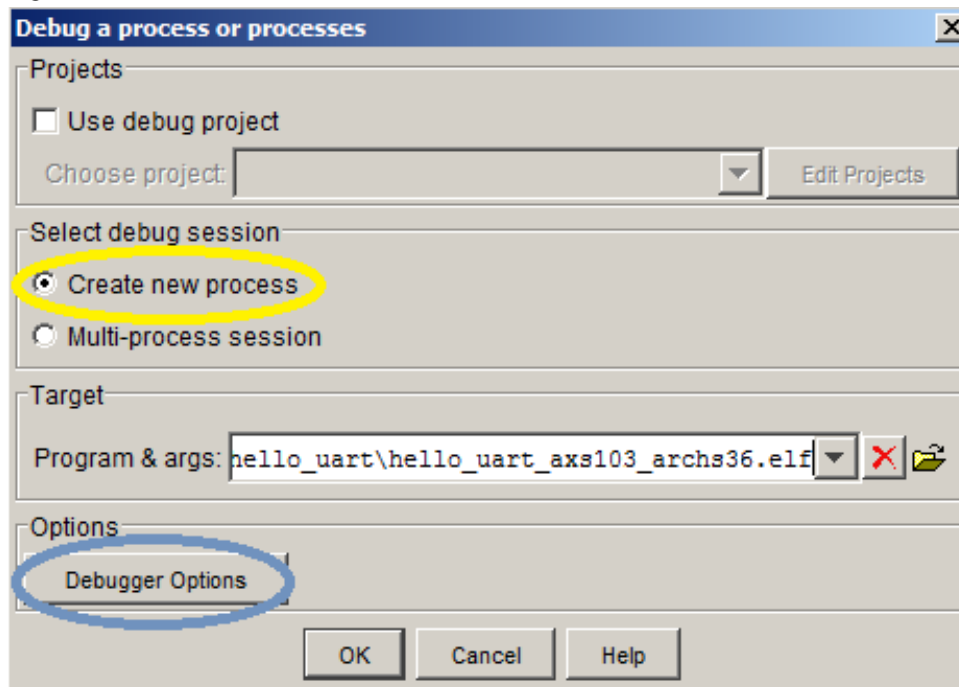 Debug a process or processes
Projects
Use debug project
Choose project: Edit Projects
Select debug session
Create new process
Multi-process session
Target
Program & args: hello_uart\hello_uart_axs103_archs36.elf
Options
Debugger Options
OK Cancel Help